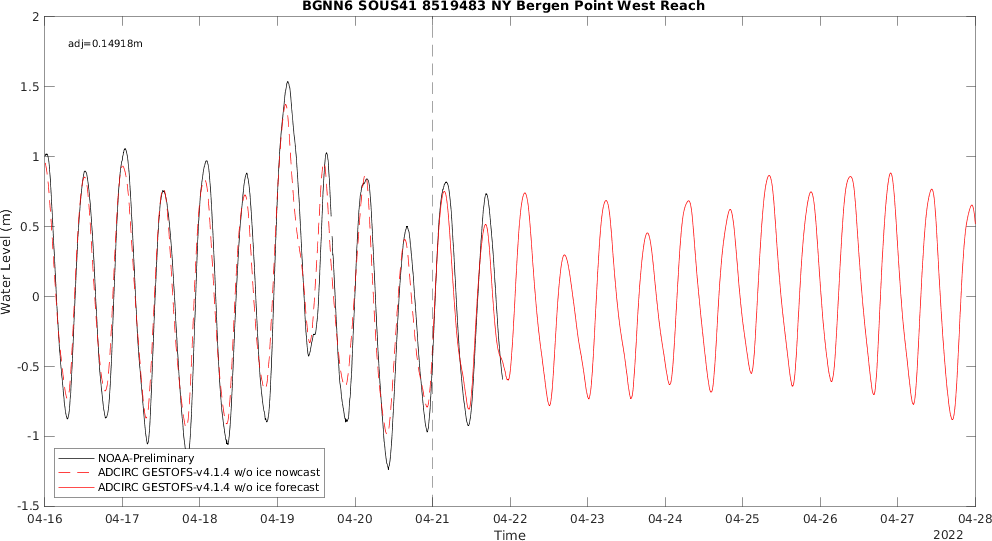 BGNN6 SOUS41 8519483 NY Bergen Point West Reach
2
adj=0.14918m
1.5
1
0.5
0
-0.5
-1
-1.5
Water Level (m)
NOAA-Preliminary
ADCIRC GESTOFS-v4.1.4 w/o ice nowcast
ADCIRC GESTOFS-v4.1.4 w/o ice forecast
04-16 04-17 04-18 04-19 04-20 04-21 04-22 04-23 04-24 04-25 04-26 04-27 04-28
Time
2022